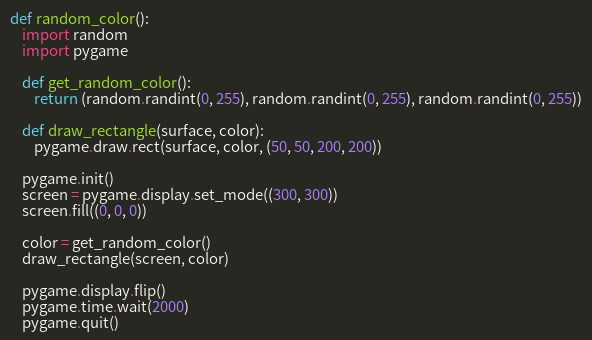 def random_color():
    import random
    import pygame

    def get_random_color():
        return (random.randint(0, 255), random.randint(0, 255), random.randint(0, 255))

    def draw_rectangle(surface, color):
        pygame.draw.rect(surface, color, (50, 50, 200, 200))

    pygame.init()
    screen = pygame.display.set_mode((300, 300))
    screen.fill((0, 0, 0))

    color = get_random_color()
    draw_rectangle(screen, color)

    pygame.display.flip()
    pygame.time.wait(2000)
    pygame.quit()